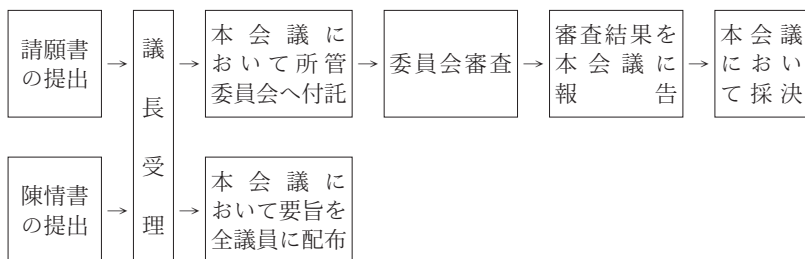 請願書
の提出
→
議長受理
→
本会議に
おいて所管
委員会へ付託
→
委員会審査
→
審査結果を
本会議に
報告
→
本会議
におい
て採決
陳情書
の提出
→
→
本会議に
おいて要旨を
全議員に配布